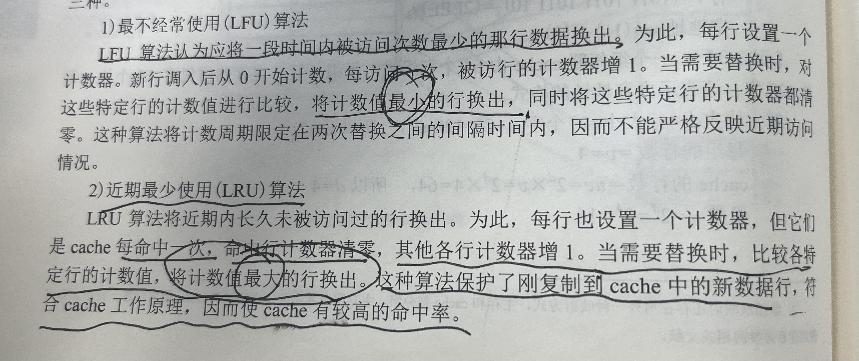 三种。
1)最不经常使用(LFU)算法
LFU 算法认为应将一段时间内被访问次数最少的那行数据换出。为此，每行设置一个
计数器。新行调入后从 0 开始计数，每访问一次，被访行的计数器增 1。当需要替换时，对
这些特定行的计数值进行比较，将计数值最小的行换出，同时将这些特定行的计数器都清
零。这种算法将计数周期限定在两次替换之间的间隔时间内，因而不能严格反映近期访问
情况。
2)近期最少使用(LRU)算法
LRU 算法将近期内长久未被访问过的行换出。为此，每行也设置一个计数器，但它们
是 cache 每命中一次，命中行计数器清零，其他各行计数器增 1。当需要替换时，比较各特
定行的计数值，将计数值最大的行换出。这种算法保护了刚复制到 cache 中的新数据行，符
合 cache 工作原理，因而使 cache 有较高的命中率。